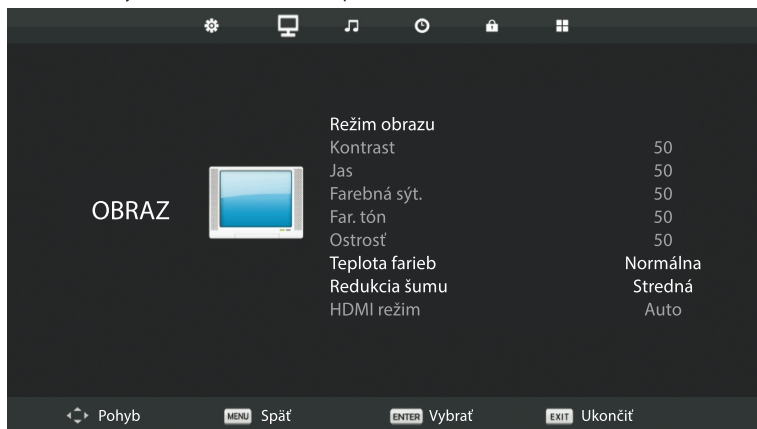 OBRAZ
Režim obrazu
Kontrast 50
Jas 50
Farebná sýt. 50
Far. tón 50
Ostrosť 50
Teplota farieb Normálna
Redukcia šumu Stredná
HDMI režim Auto
Pohyb MENU Späť ENTER Vybrať EXIT Ukončiť